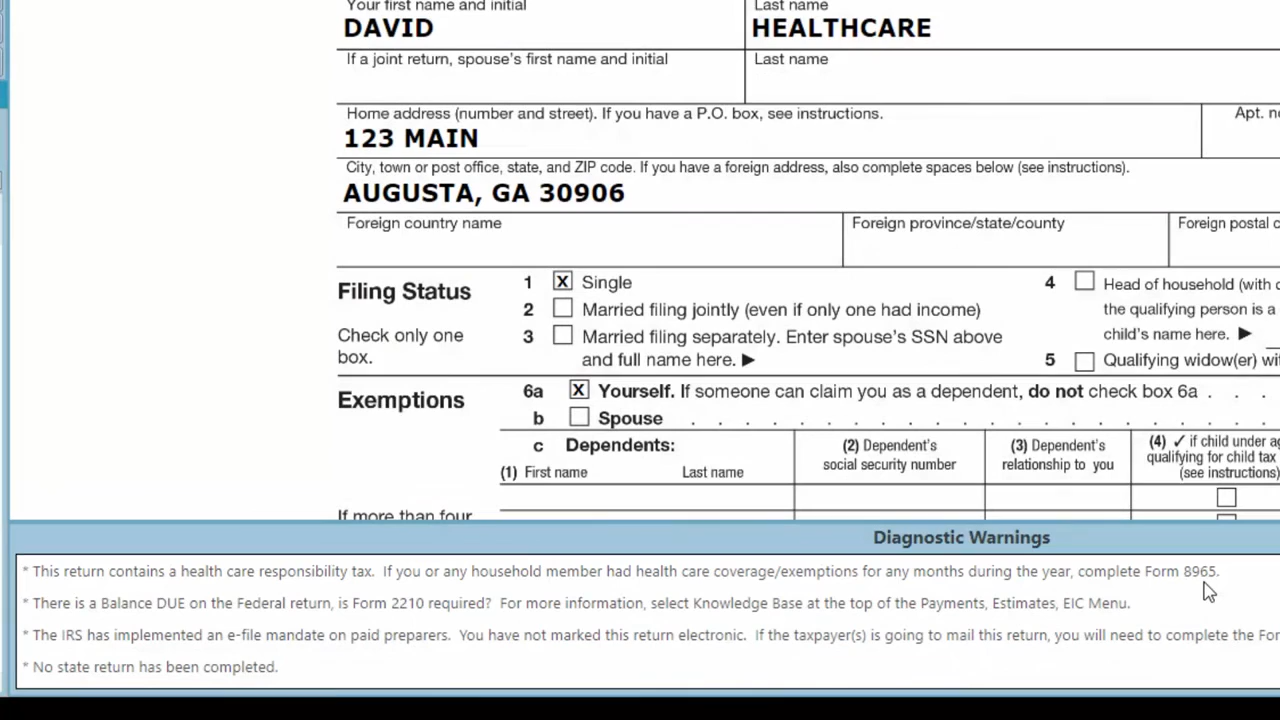 Your first name and initial Last name
DAVID HEALTHCARE
If a joint return, spouse's first name and initial Last name
Home address (number and street). If you have a P.O. box, see instructions. Apt.
123 MAIN
City, town or post office, state, and ZIP code. If you have a foreign address, also complete spaces below (see instructions).
AUGUSTA, GA 30906
Foreign country name Foreign province/state/county Foreign postal
Filing Status
Check only one
box.
1 X Single
2 Married filing jointly (even if only one had income)
3 Married filing separately. Enter spouse's SSN above
and full name here. ▶
4 Head of household (with
the qualifying person is a
child's name here. ▶
5 Qualifying widow(er)
Exemptions
6a X Yourself. If someone can claim you as a dependent, do not check box 6a . . .
b Spouse . . . . . . . . . . . . . . . . . . . . . .
c Dependents:
(1) First name Last name
(2) Dependent's
social security number
(3) Dependent's
relationship to you
(4) ✓ if child under
qualifying for child tax
(see instructions)
If more than four
Diagnostic Warnings
* This return contains a health care responsibility tax. If you or any household member had health care coverage/exemptions for any months during the year, complete Form 8965.
* There is a Balance DUE on the Federal return, is Form 2210 required? For more information, select Knowledge Base at the top of the Payments, Estimates, EIC Menu.
* The IRS has implemented an e-file mandate on paid preparers. You have not marked this return electronic. If the taxpayer(s) is going to mail this return, you will need to complete the
* No state return has been completed.